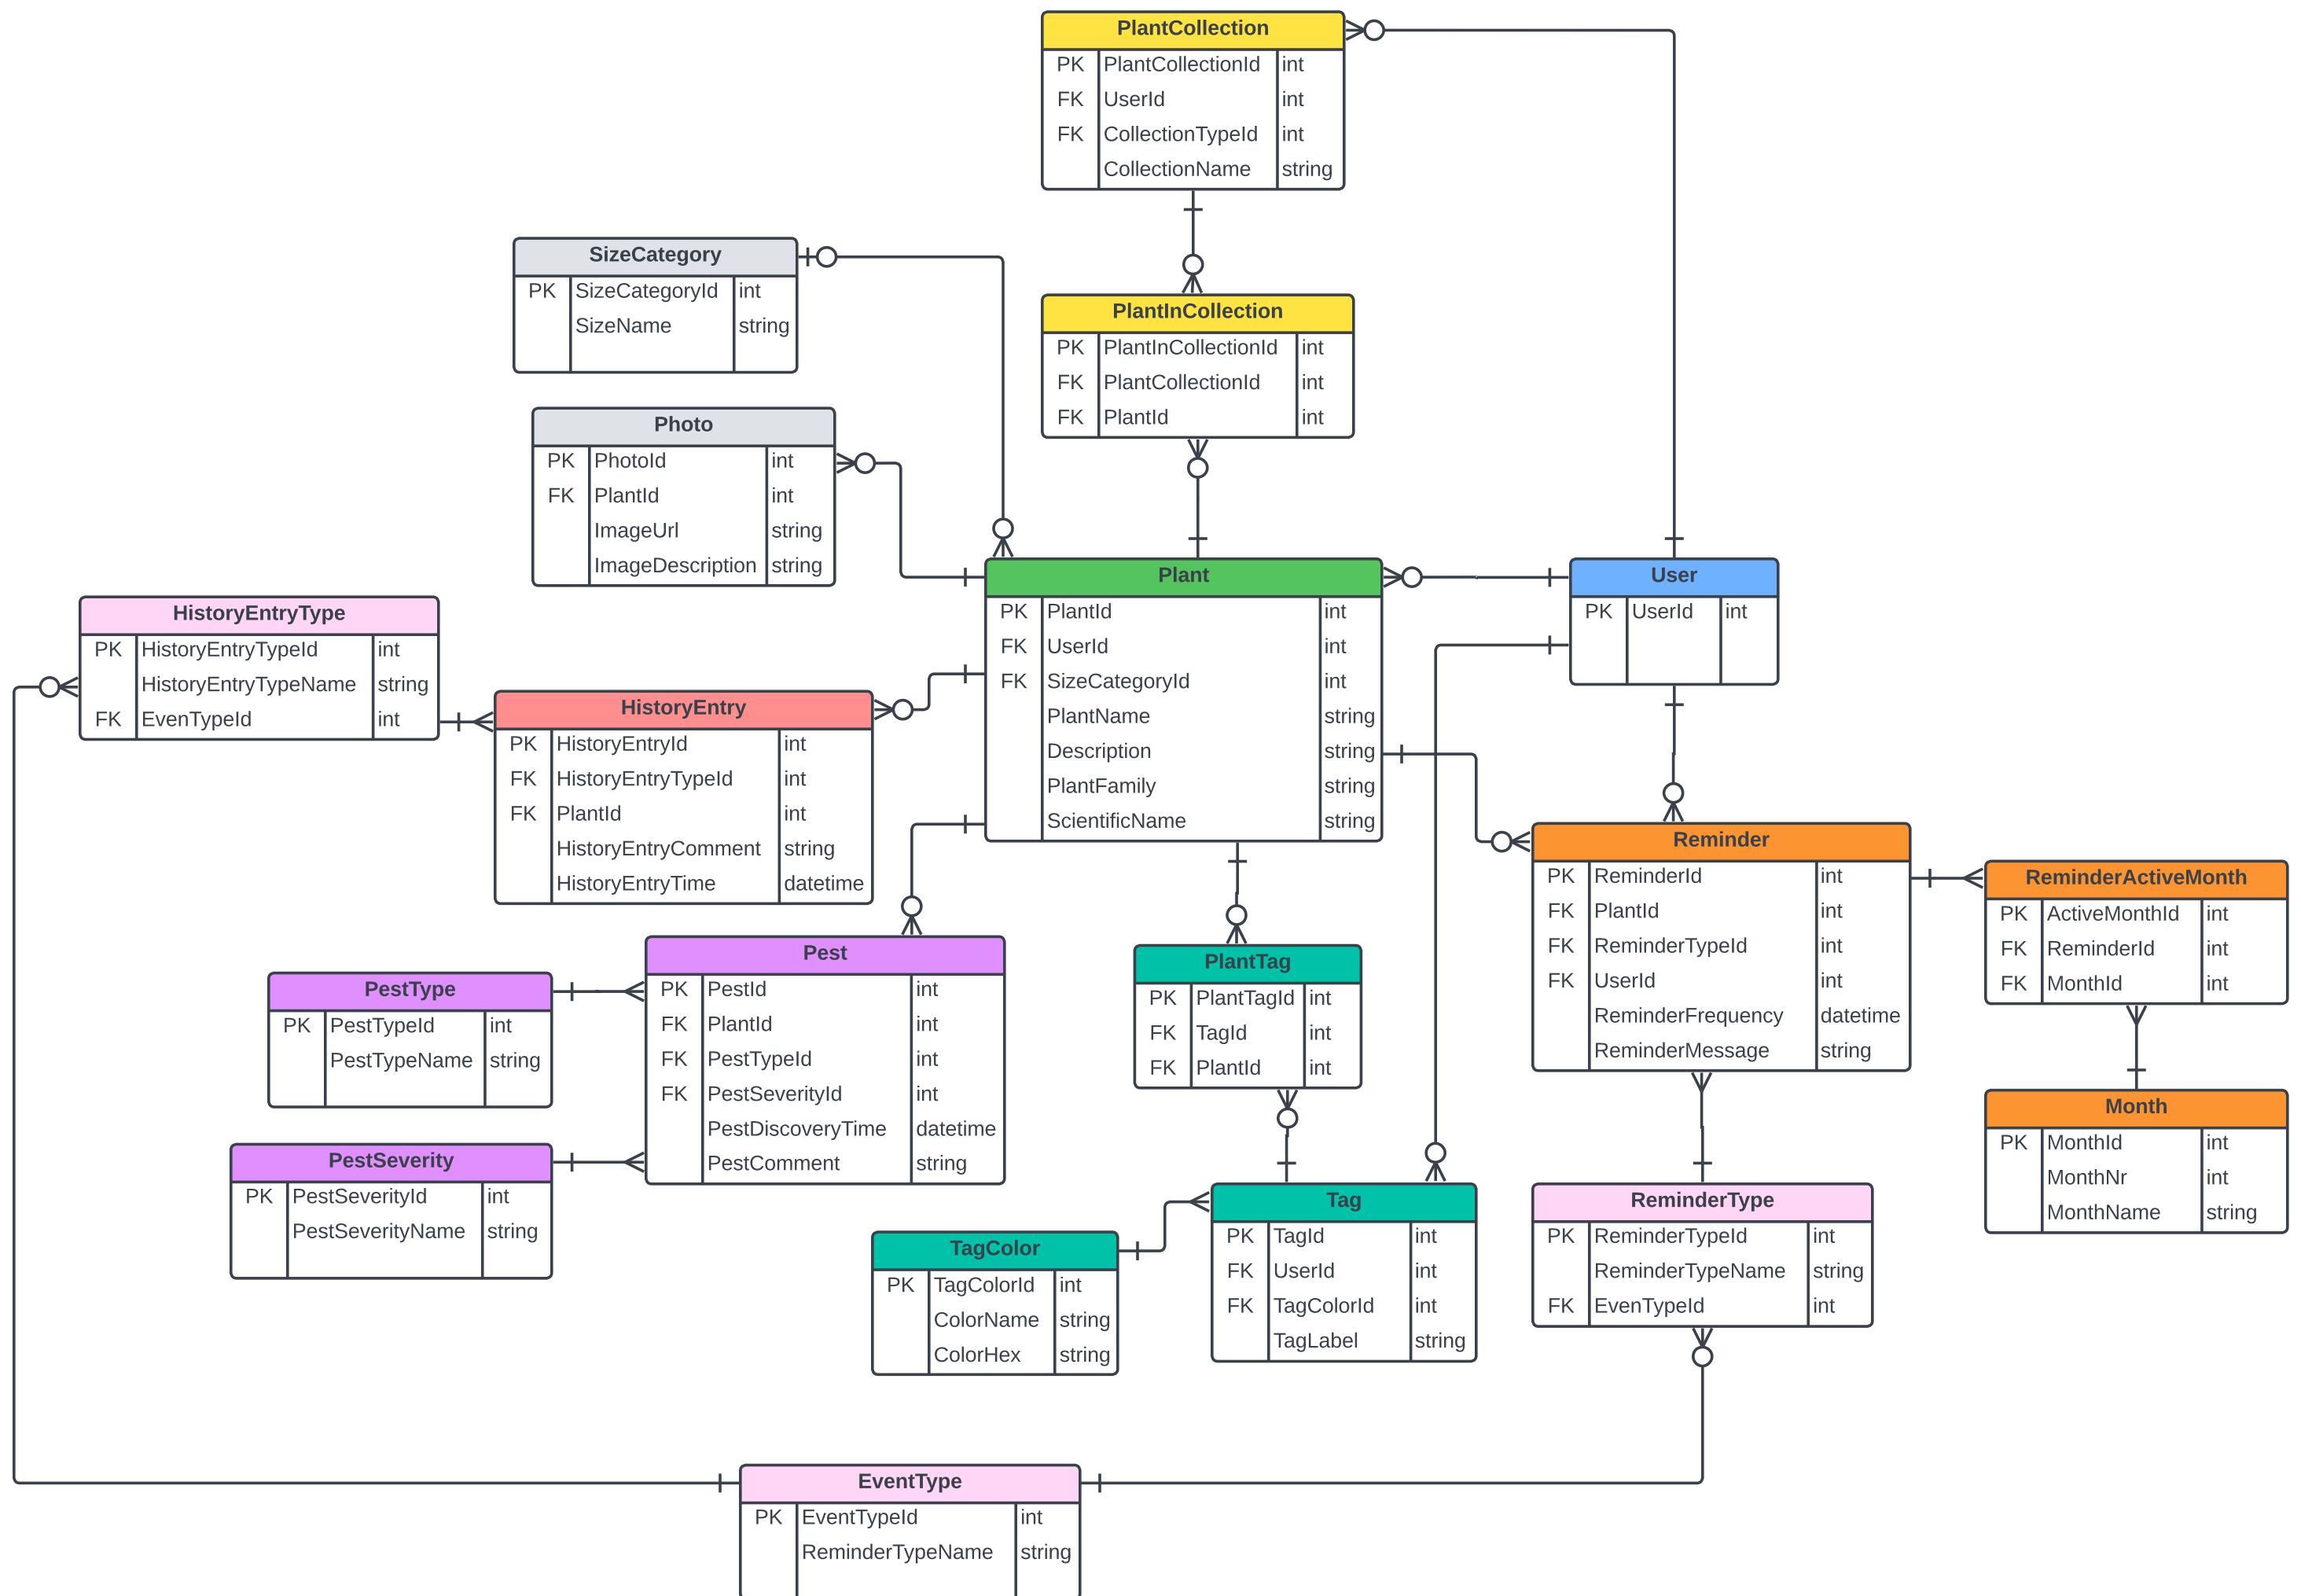 PlantCollection
PK PlantCollectionId int
FK UserId int
FK CollectionTypeId int
CollectionName string
SizeCategory
PK SizeCategoryId int
SizeName string
PlantInCollection
PK PlantInCollectionId int
FK PlantCollectionId int
FK PlantId int
Photo
PK PhotoId int
FK PlantId int
ImageUrl string
ImageDescription string
Plant
PK PlantId int
FK UserId int
FK SizeCategoryId int
PlantName string
Description string
PlantFamily string
ScientificName string
User
PK UserId int
HistoryEntryType
PK HistoryEntryTypeId int
HistoryEntryTypeName string
FK EvenTypeId int
HistoryEntry
PK HistoryEntryId int
FK HistoryEntryTypeId int
FK PlantId int
HistoryEntryComment string
HistoryEntryTime datetime
Reminder
PK ReminderId int
FK PlantId int
FK ReminderTypeId int
FK UserId int
ReminderFrequency datetime
ReminderMessage string
ReminderActiveMonth
PK ActiveMonthId int
FK ReminderId int
FK MonthId int
Pest
PK PestId int
FK PlantId int
FK PestTypeId int
FK PestSeverityId int
PestDiscoveryTime datetime
PestComment string
PlantTag
PK PlantTagId int
FK TagId int
FK PlantId int
PestType
PK PestTypeId int
PestTypeName string
Month
PK MonthId int
MonthNr int
MonthName string
PestSeverity
PK PestSeverityId int
PestSeverityName string
Tag
PK TagId int
FK UserId int
FK TagColorId int
TagLabel string
ReminderType
PK ReminderTypeId int
ReminderTypeName string
FK EvenTypeId int
TagColor
PK TagColorId int
ColorName string
ColorHex string
EventType
PK EventTypeId int
ReminderTypeName string